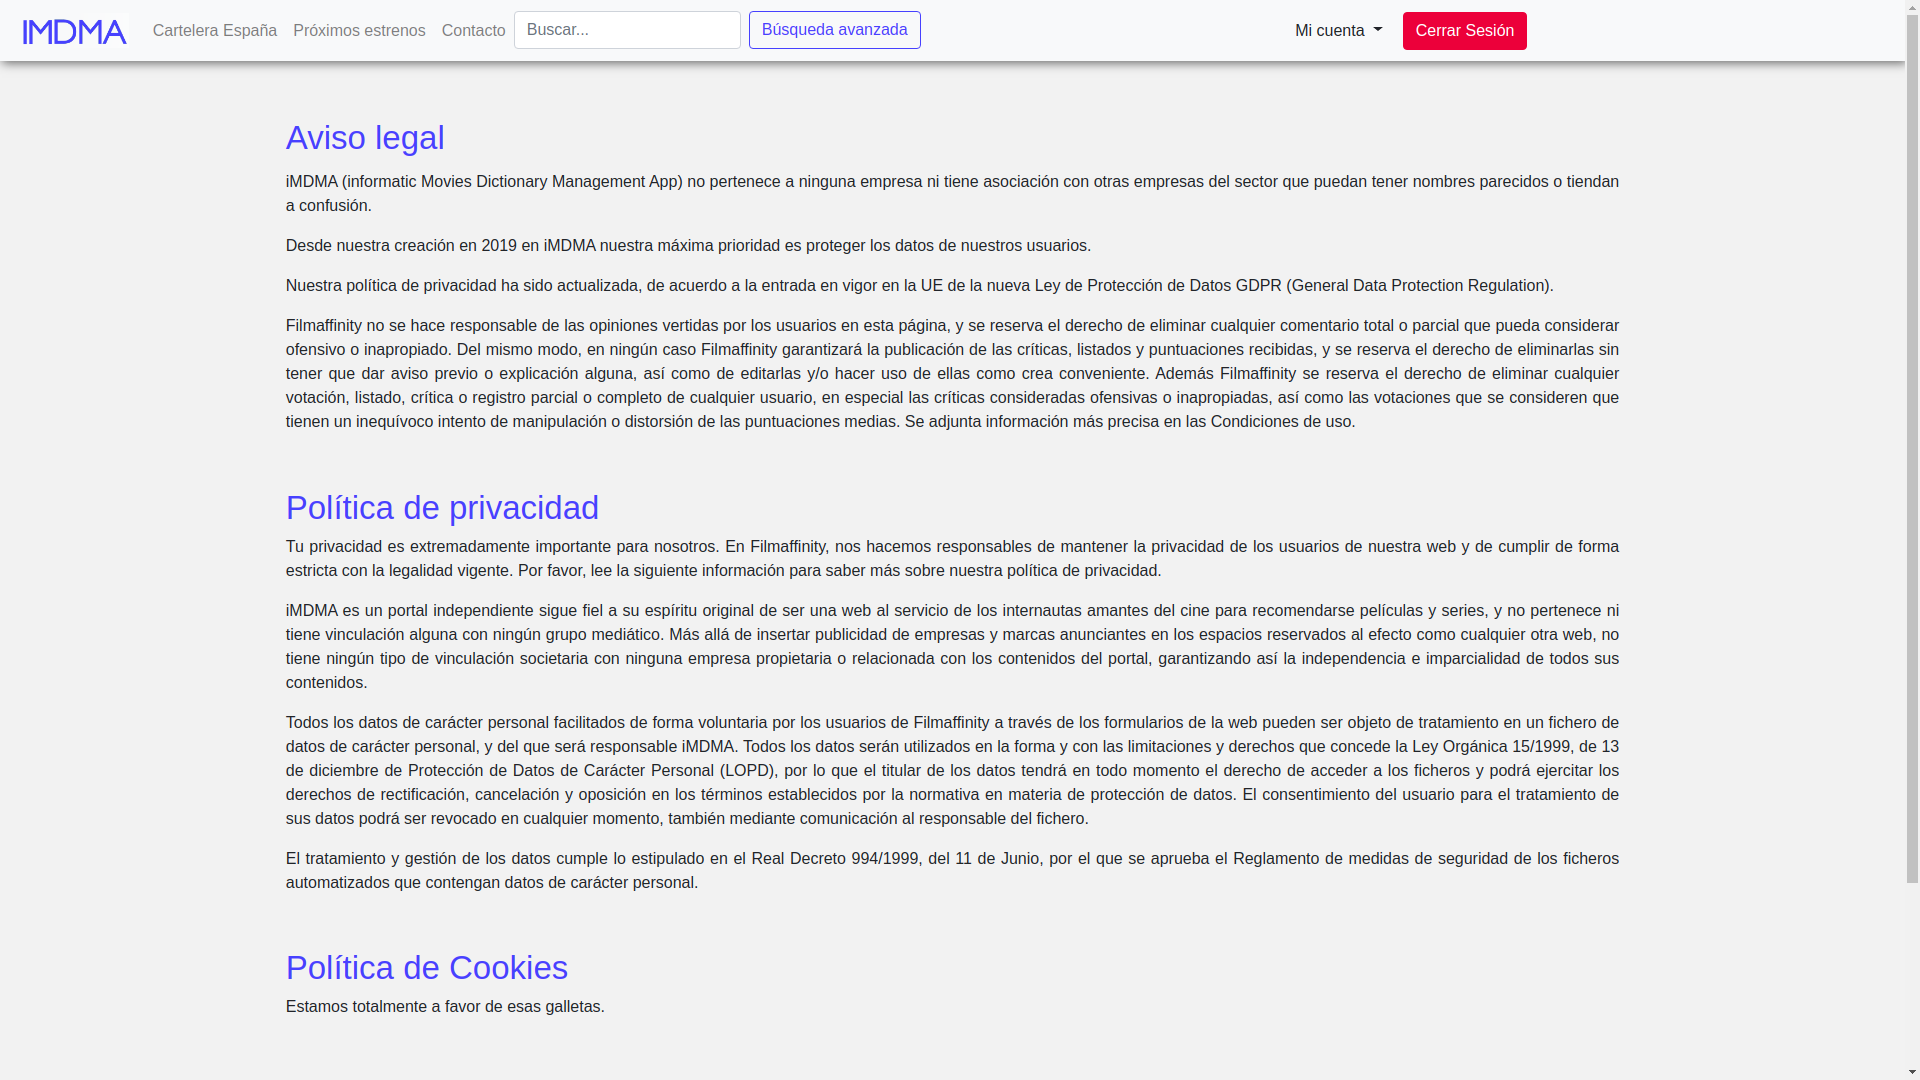 IMDMA Cartelera España Próximos estrenos Contacto Buscar... Búsqueda avanzada Mi cuenta Cerrar Sesión
Aviso legal
iMDMA (informatic Movies Dictionary Management App) no pertenece a ninguna empresa ni tiene asociación con otras empresas del sector que puedan tener nombres parecidos o tiendan
a confusión.
Desde nuestra creación en 2019 en iMDMA nuestra máxima prioridad es proteger los datos de nuestros usuarios.
Nuestra política de privacidad ha sido actualizada, de acuerdo a la entrada en vigor en la UE de la nueva Ley de Protección de Datos GDPR (General Data Protection Regulation).
Filmaffinity no se hace responsable de las opiniones vertidas por los usuarios en esta página, y se reserva el derecho de eliminar cualquier comentario total o parcial que pueda considerar
ofensivo o inapropiado. Del mismo modo, en ningún caso Filmaffinity garantizará la publicación de las críticas, listados y puntuaciones recibidas, y se reserva el derecho de eliminarlas sin
tener que dar aviso previo o explicación alguna, así como de editarlas y/o hacer uso de ellas como crea conveniente. Además Filmaffinity se reserva el derecho de eliminar cualquier
votación, listado, crítica o registro parcial o completo de cualquier usuario, en especial las críticas consideradas ofensivas o inapropiadas, así como las votaciones que se consideren que
tienen un inequívoco intento de manipulación o distorsión de las puntuaciones medias. Se adjunta información más precisa en las Condiciones de uso.
Política de privacidad
Tu privacidad es extremadamente importante para nosotros. En Filmaffinity, nos hacemos responsables de mantener la privacidad de los usuarios de nuestra web y de cumplir de forma
estricta con la legalidad vigente. Por favor, lee la siguiente información para saber más sobre nuestra política de privacidad.
iMDMA es un portal independiente sigue fiel a su espíritu original de ser una web al servicio de los internautas amantes del cine para recomendarse películas y series, y no pertenece ni
tiene vinculación alguna con ningún grupo mediático. Más allá de insertar publicidad de empresas y marcas anunciantes en los espacios reservados al efecto como cualquier otra web, no
tiene ningún tipo de vinculación societaria con ninguna empresa propietaria o relacionada con los contenidos del portal, garantizando así la independencia e imparcialidad de todos sus
contenidos.
Todos los datos de carácter personal facilitados de forma voluntaria por los usuarios de Filmaffinity a través de los formularios de la web pueden ser objeto de tratamiento en un fichero de
datos de carácter personal, y del que será responsable iMDMA. Todos los datos serán utilizados en la forma y con las limitaciones y derechos que concede la Ley Orgánica 15/1999, de 13
de diciembre de Protección de Datos de Carácter Personal (LOPD), por lo que el titular de los datos tendrá en todo momento el derecho de acceder a los ficheros y podrá ejercitar los
derechos de rectificación, cancelación y oposición en los términos establecidos por la normativa en materia de protección de datos. El consentimiento del usuario para el tratamiento de
sus datos podrá ser revocado en cualquier momento, también mediante comunicación al responsable del fichero.
El tratamiento y gestión de los datos cumple lo estipulado en el Real Decreto 994/1999, del 11 de Junio, por el que se aprueba el Reglamento de medidas de seguridad de los ficheros
automatizados que contengan datos de carácter personal.
Política de Cookies
Estamos totalmente a favor de esas galletas.